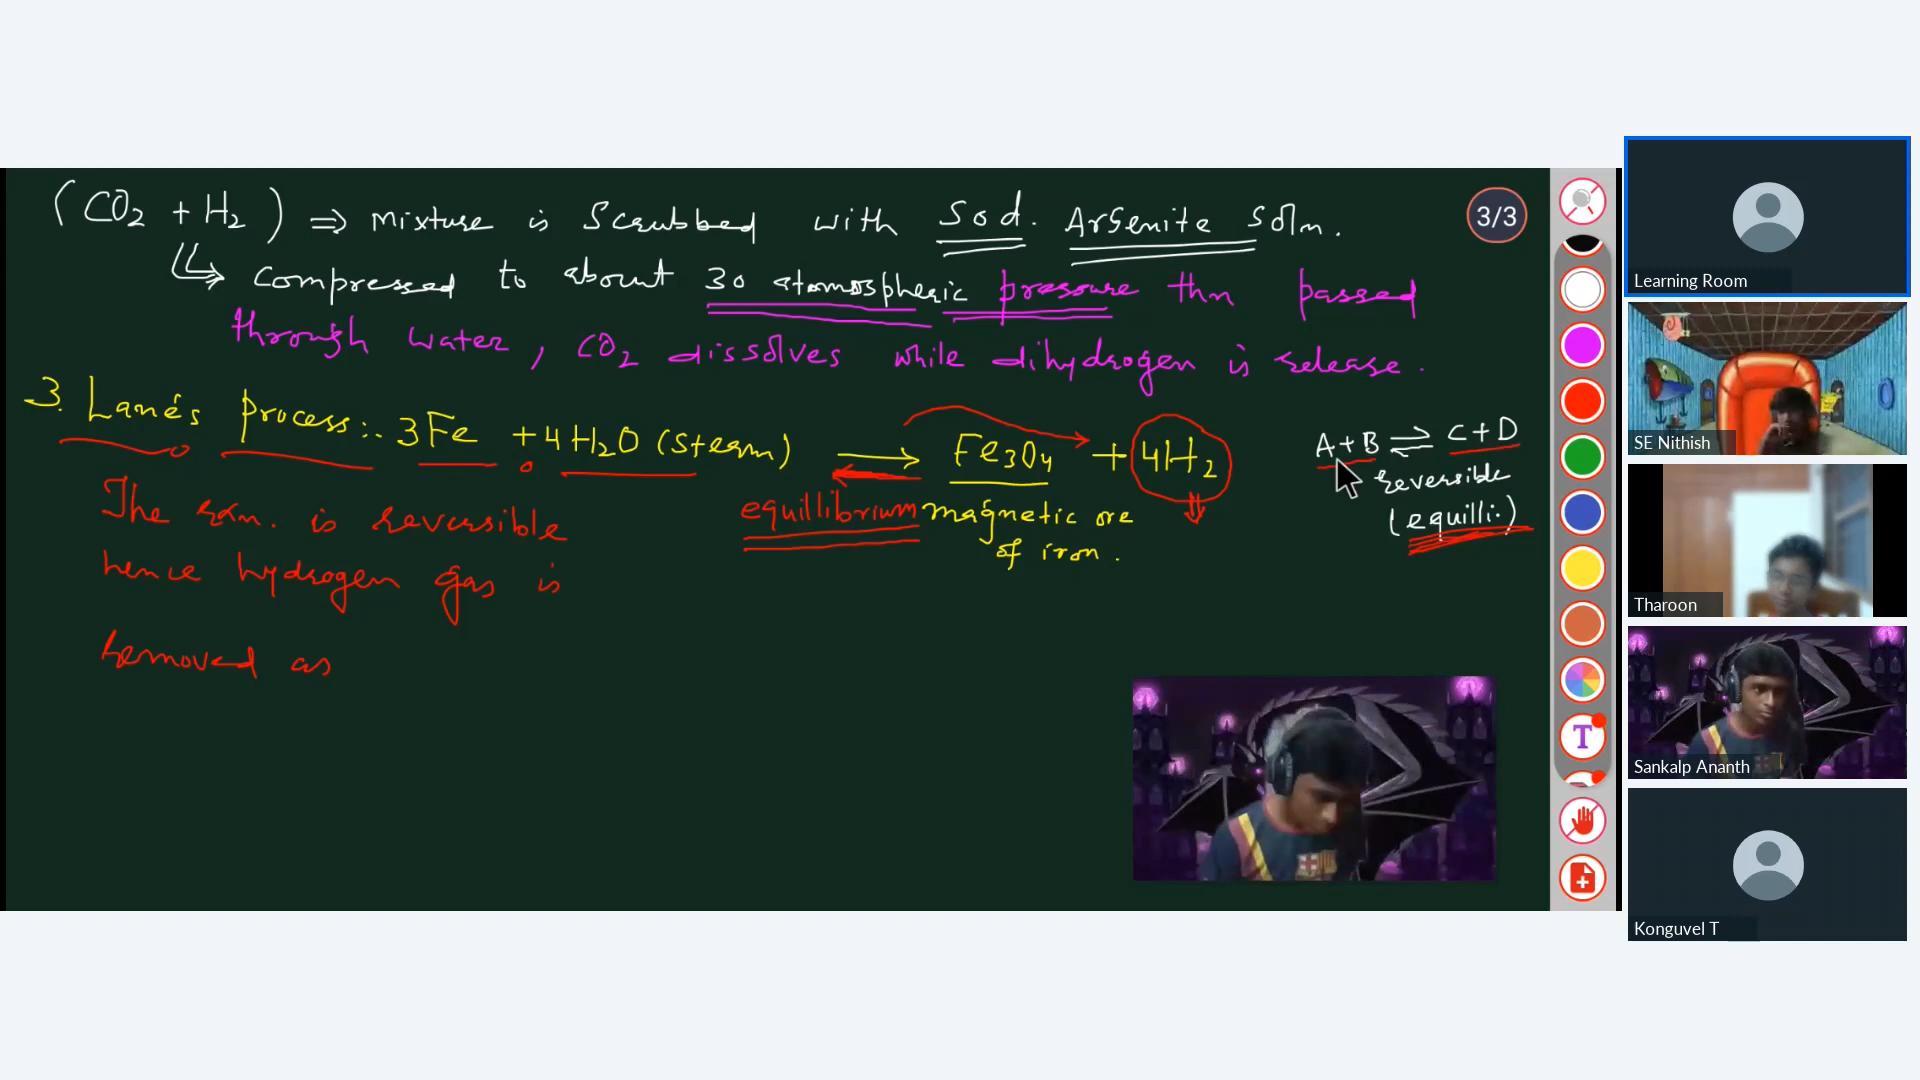 (CO2 + H2) ⇒ mixture is Scrubbed with Sod. Arsenite Soln.
3/3
↳ Compressed to about 30 atomospheric pressure thn passed
through water, CO2 dissolves while dihydrogen is release.
3. Lane's process:- 3Fe + 4H2O (Steam) → Fe3O4 + 4H2
A + B ⇌ C + D
reversible
(equilli:)
equillibrium magnetic ore
of iron.
The rxn. is reversible
hence hydrogen gas is
removed as
T
Learning Room
SE Nithish
Tharoon
Sankalp Ananth
Konguvel T